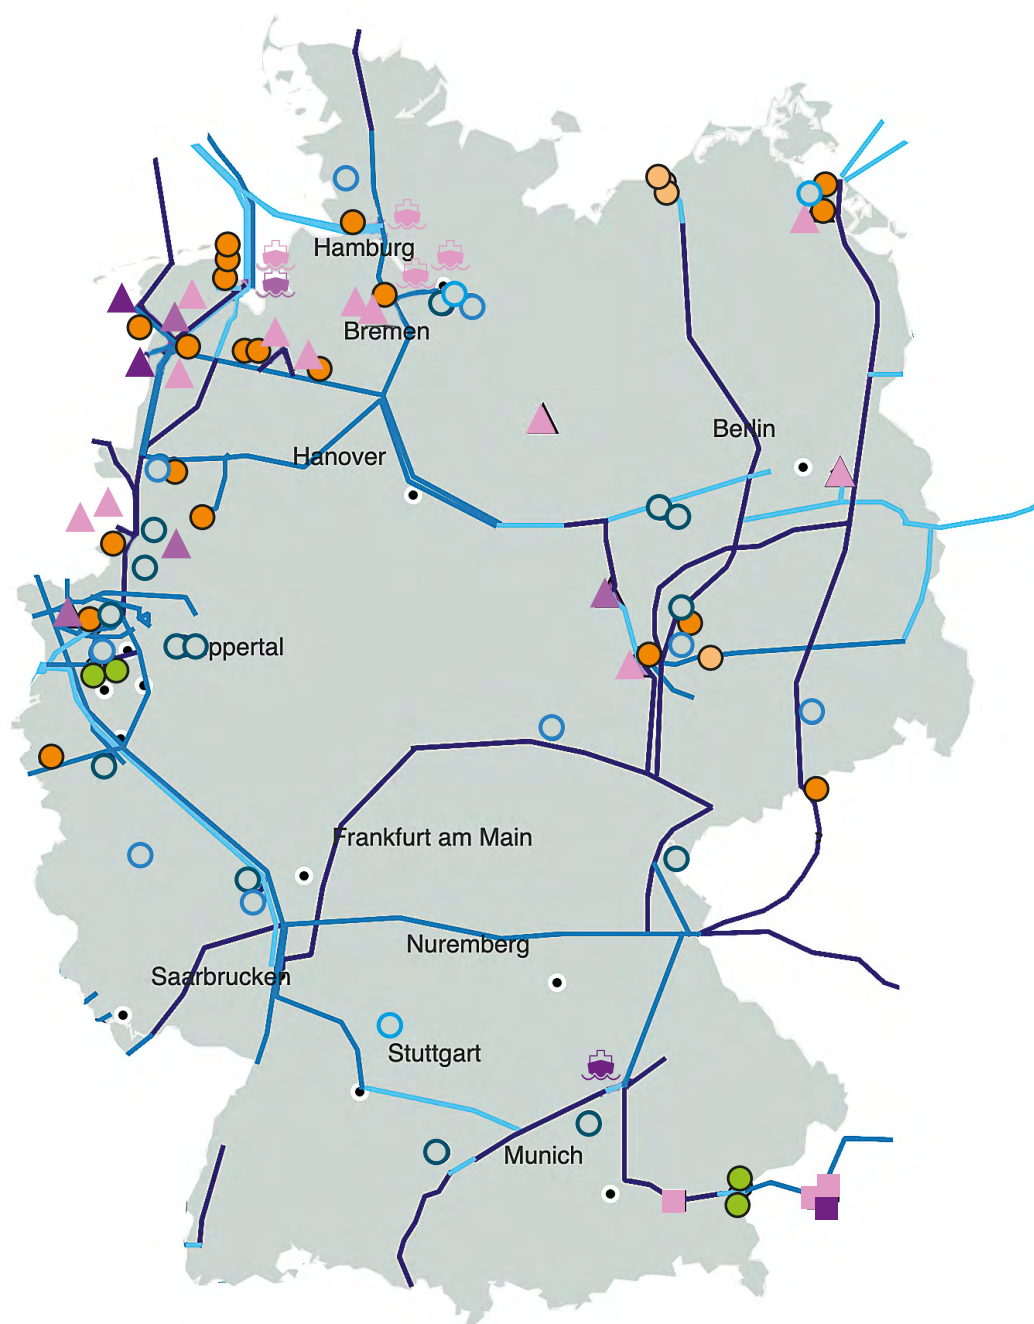 Hamburg
Bremen
Berlin
Hanover
ppertal
Frankfurt am Main
Nuremberg
Saarbrucken
Stuttgart
Munich